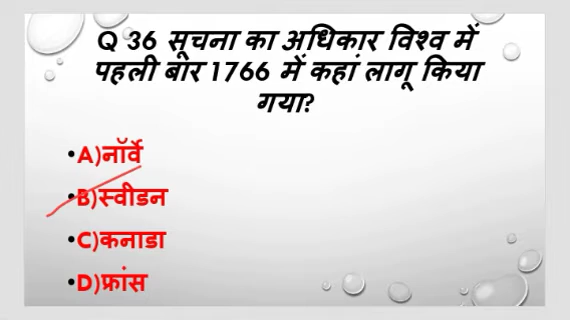 Q 36 सूचना का अधिकार विश्व में
पहली बार 1766 में कहां लागू किया
गया?
•A)नॉर्वे
•B)स्वीडन
•C)कनाडा
•D)फ्रांस